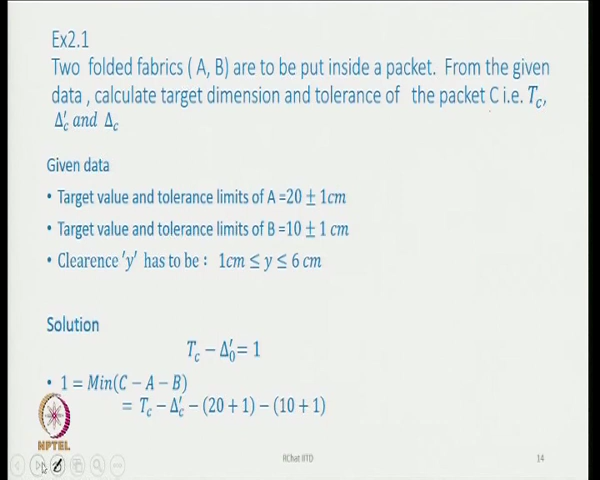 Ex2.1
Two folded fabrics ( A, B) are to be put inside a packet. From the given
data , calculate target dimension and tolerance of the packet C i.e. T_c,
Δ′_c and Δ_c
Given data
• Target value and tolerance limits of A =20 ± 1cm
• Target value and tolerance limits of B =10 ± 1 cm
• Clearence 'y' has to be : 1cm ≤ y ≤ 6 cm
Solution
T_c − Δ′_0 = 1
• 1 = Min(C − A − B)
= T_c − Δ′_c − (20 + 1) − (10 + 1)
NPTEL
RChat IITD
14